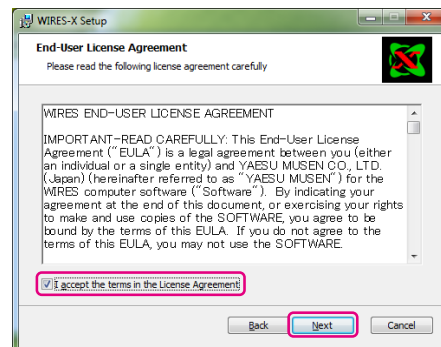 WIRES-X Setup
End-User License Agreement
Please read the following license agreement carefully
WIRES END-USER LICENSE AGREEMENT
IMPORTANT-READ CAREFULLY: This End-User License
Agreement ("EULA") is a legal agreement between you (either
an individual or a single entity) and YAESU MUSEN CO., LTD.
(Japan) (hereinafter referred to as "YAESU MUSEN") for the
WIRES computer software ("Software"). By indicating your
agreement at the end of this document, or exercising your rights
to make and use copies of the SOFTWARE, you agree to be
bound by the terms of this EULA. If you do not agree to the
terms of this EULA, you may not use the SOFTWARE.
I accept the terms in the License Agreement
Back Next Cancel